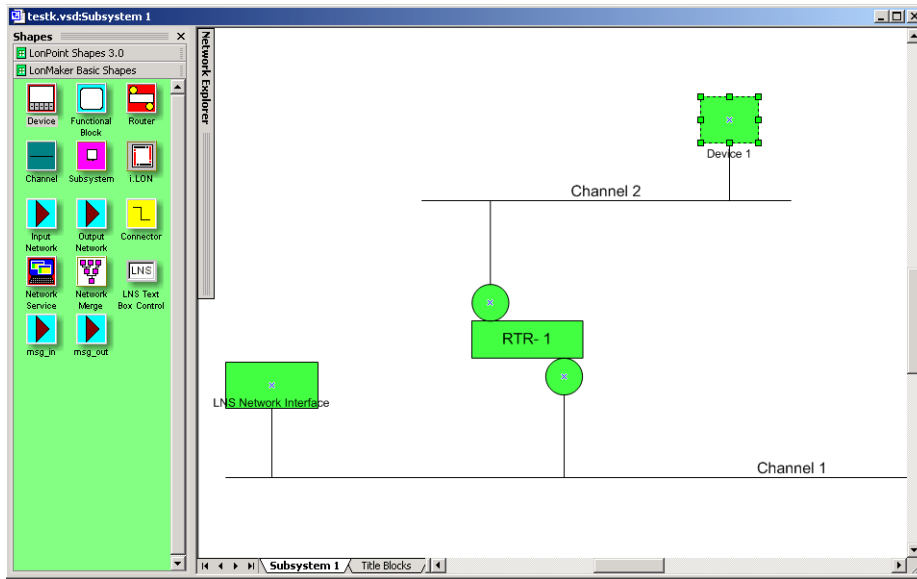 testk.vsd:Subsystem 1
Shapes
LonPoint Shapes 3.0
LonMaker Basic Shapes
Device
Functional
Block
Router
Channel
Subsystem
i.LON
Input
Network
Output
Network
Connector
Network
Service
Network
Merge
LNS
LNS Text
Box Control
msg_in
msg_out
Network Explorer
Device 1
Channel 2
RTR- 1
LNS Network Interface
Channel 1
Subsystem 1
Title Blocks